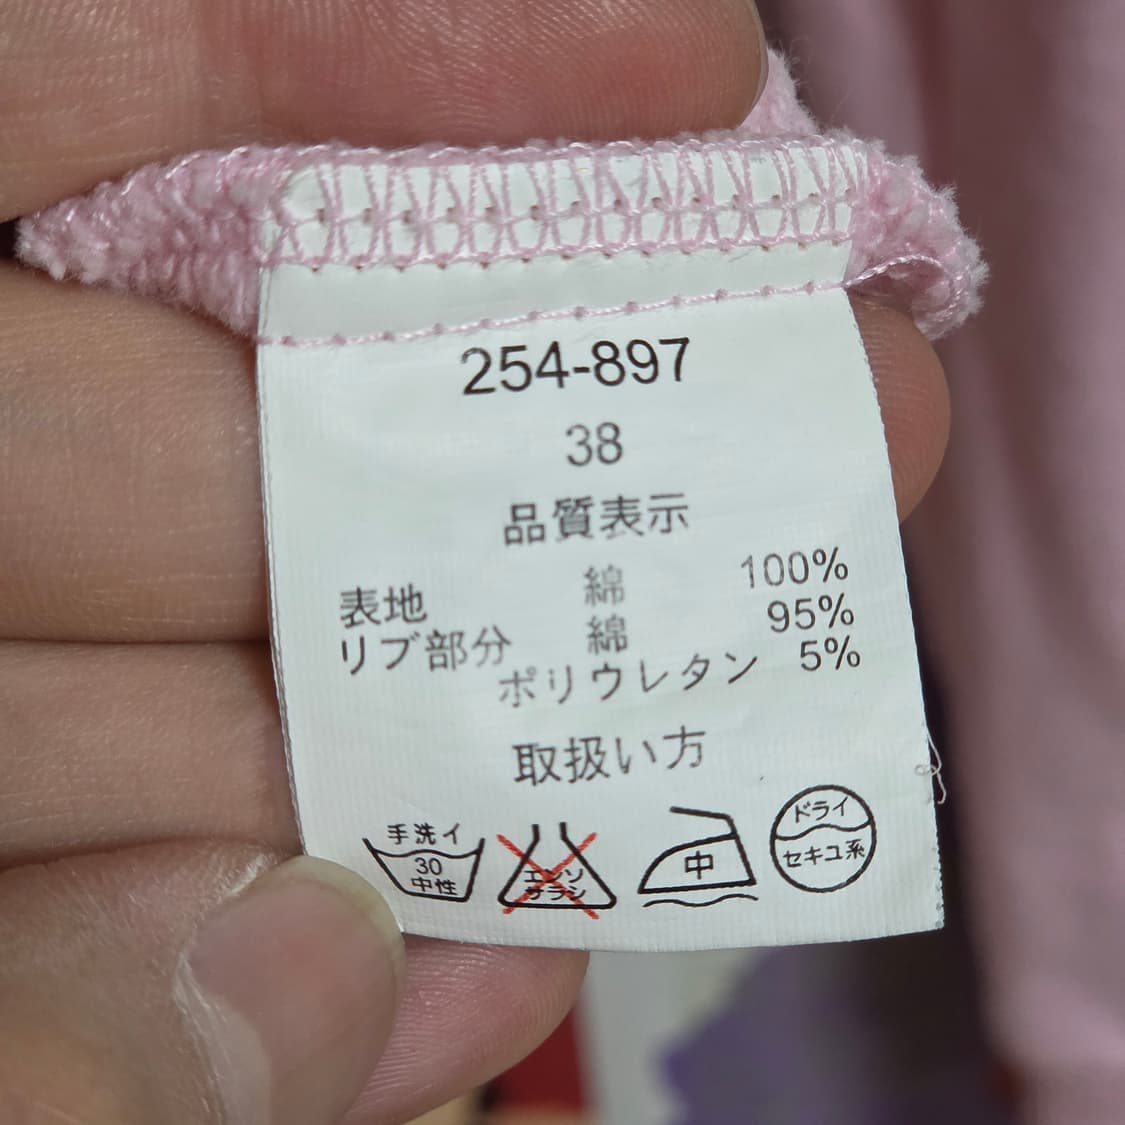 254-897
38
品質表示
表地 綿 100%
リブ部分 綿 95%
ポリウレタン 5%
取扱い方
手洗イ
30
中性
エンソ
サラシ
中
ドライ
セキユ系